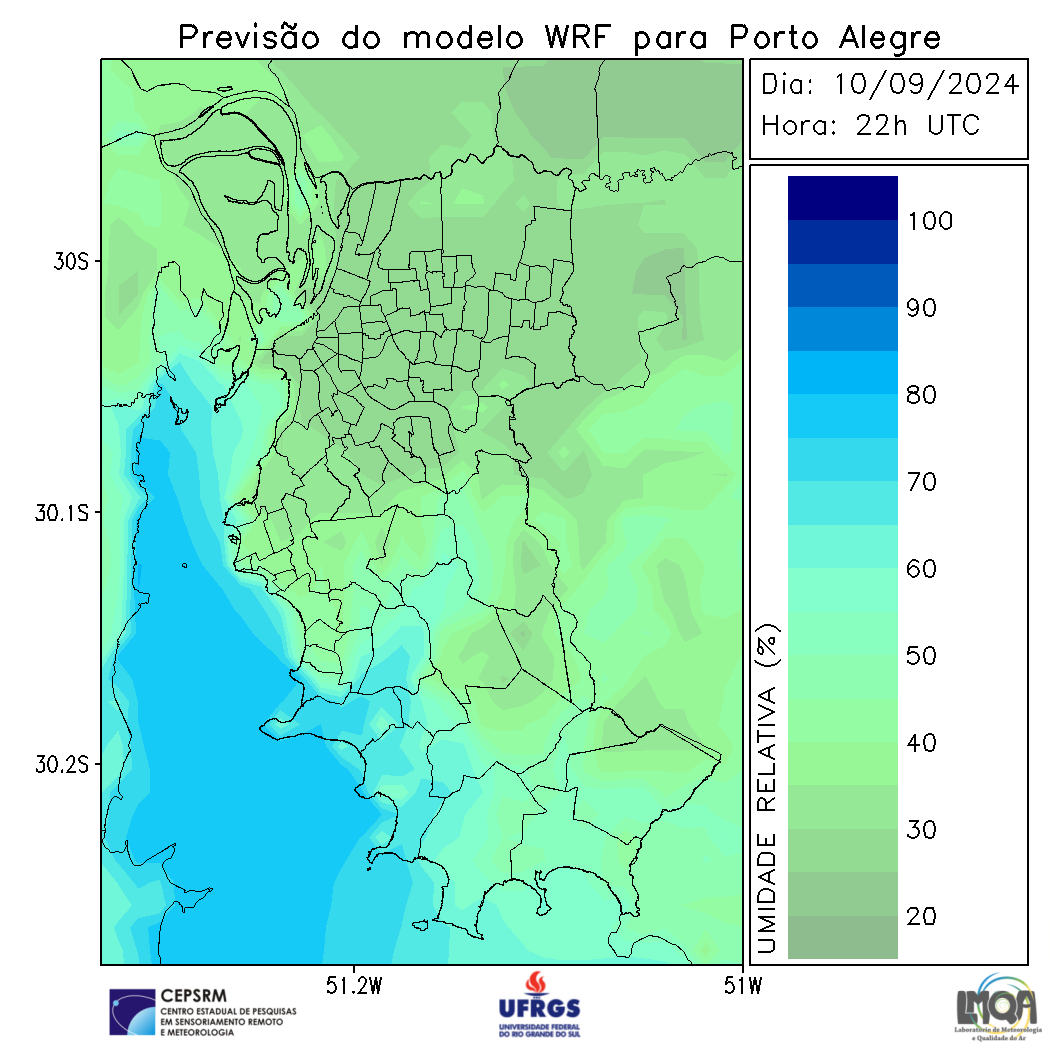 Previsão do modelo WRF para Porto Alegre
Dia: 10/09/2024
Hora: 22h UTC
30S
30.1S
30.2S
51.2W
51W
UMIDADE RELATIVA (%)
100
90
80
70
60
50
40
30
20
CEPSRM
CENTRO ESTADUAL DE PESQUISAS
EM SENSORIAMENTO REMOTO
E METEOROLOGIA
UFRGS
UNIVERSIDADE FEDERAL
DO RIO GRANDE DO SUL
LMQA
Laboratório de Meteorologia
e Qualidade do Ar